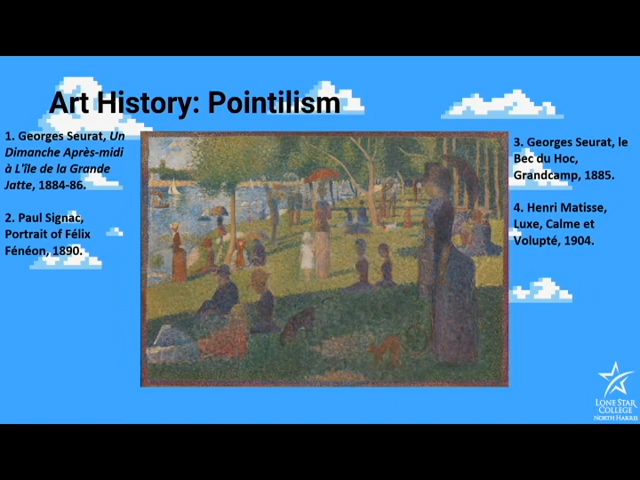 Art History: Pointilism
1. Georges Seurat, Un
Dimanche Après-midi
à L'île de la Grande
Jatte, 1884-86.
2. Paul Signac,
Portrait of Félix
Fénéon, 1890.
3. Georges Seurat, le
Bec du Hoc,
Grandcamp, 1885.
4. Henri Matisse,
Luxe, Calme et
Volupté, 1904.
LONE STAR
COLLEGE
NORTH HARRIS